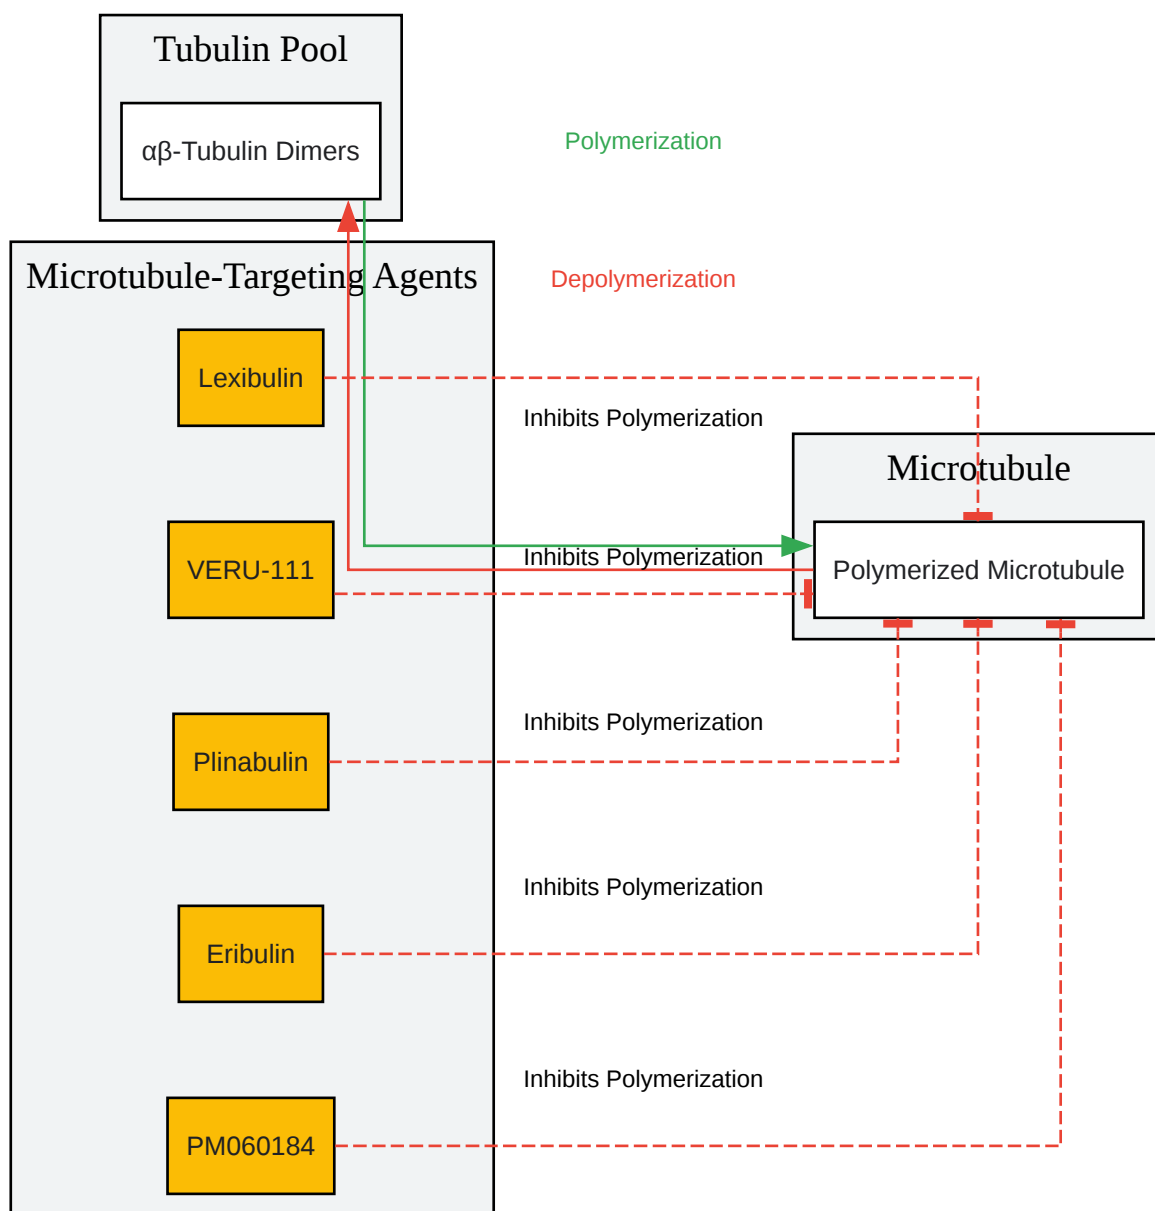 Tubulin Pool
αβ-Tubulin Dimers
Polymerization
Microtubule-Targeting Agents
Depolymerization
Lexibulin
Inhibits Polymerization
Microtubule
VERU-111
Inhibits Polymerization
Polymerized Microtubule
Inhibits Polymerization
Plinabulin
Inhibits Polymerization
Eribulin
Inhibits Polymerization
PM060184